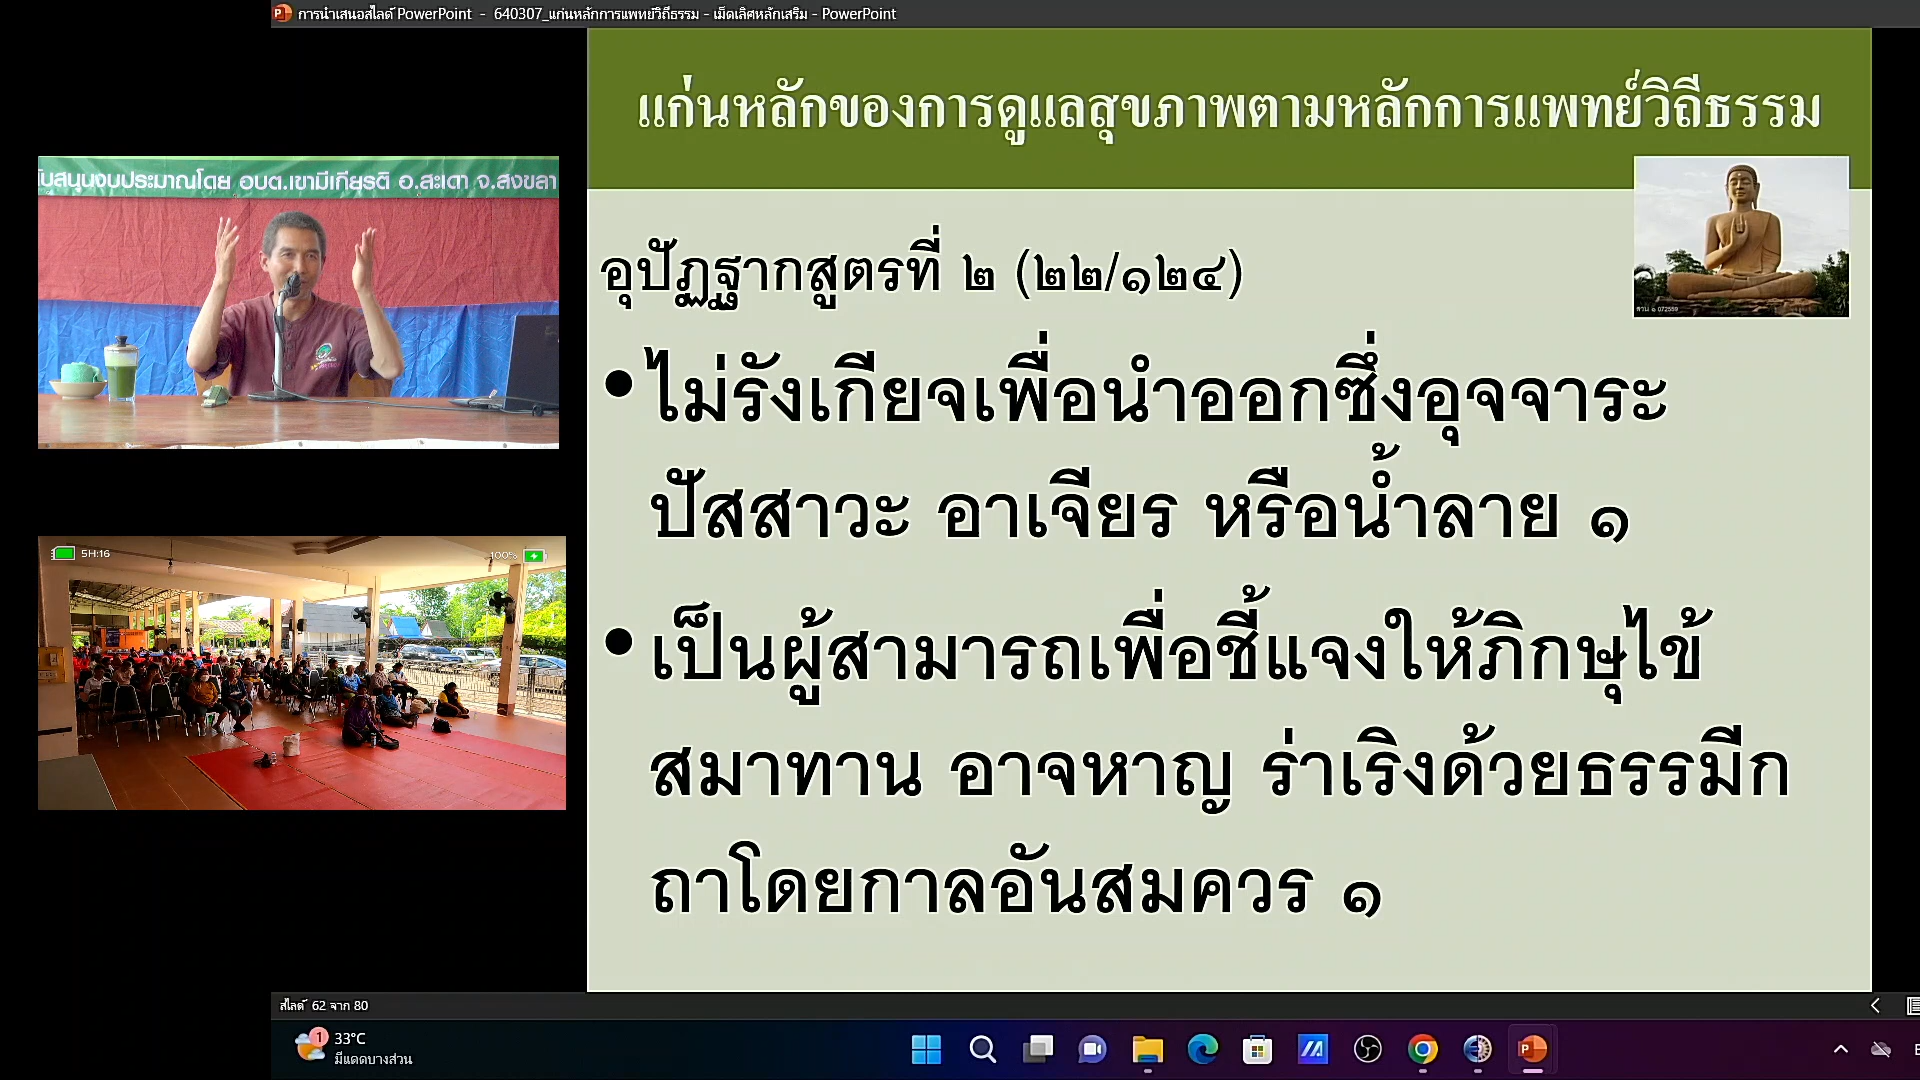 การนำเสนอสไลด์ PowerPoint - 640307_แก่นหลักการแพทย์วิถีธรรม - เม็ดเลิศหลักเสริม - PowerPoint
แก่นหลักของการดูแลสุขภาพตามหลักการแพทย์วิถีธรรม
อุปัฏฐากสูตรที่ ๒ (๒๒/๑๒๔)
• ไม่รังเกียจเพื่อนำออกซึ่งอุจจาระ
ปัสสาวะ อาเจียร หรือน้ำลาย ๑
• เป็นผู้สามารถเพื่อชี้แจงให้ภิกษุไข้
สมาทาน อาจหาญ ร่าเริงด้วยธรรมีก
ถาโดยกาลอันสมควร ๑
สนุนงบประมาณโดย อบต.เขามีเกียรติ อ.สะเดา จ.สงขลา
5H:16
100%
สไลด์ 62 จาก 80
1
33°C
มีแดดบางส่วน